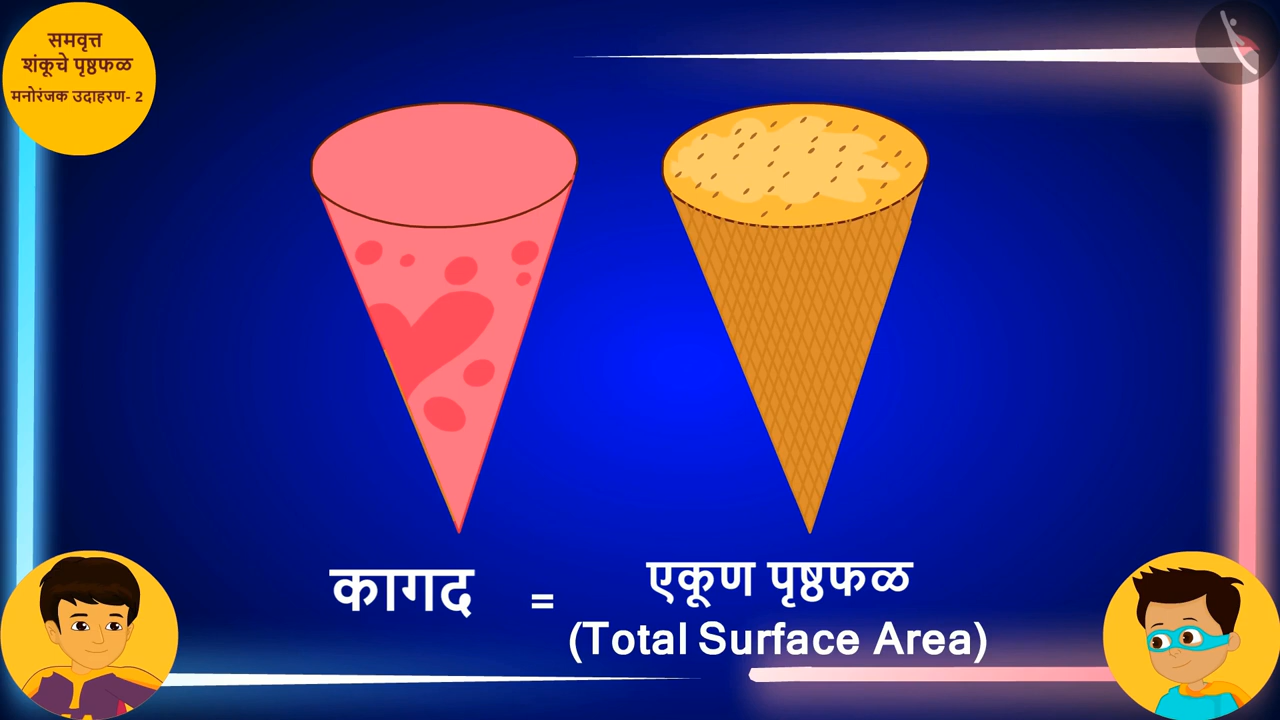 समवृत्त
शंकूचे पृष्ठफळ
मनोरंजक उदाहरण- 2
कागद = एकूण पृष्ठफळ
(Total Surface Area)